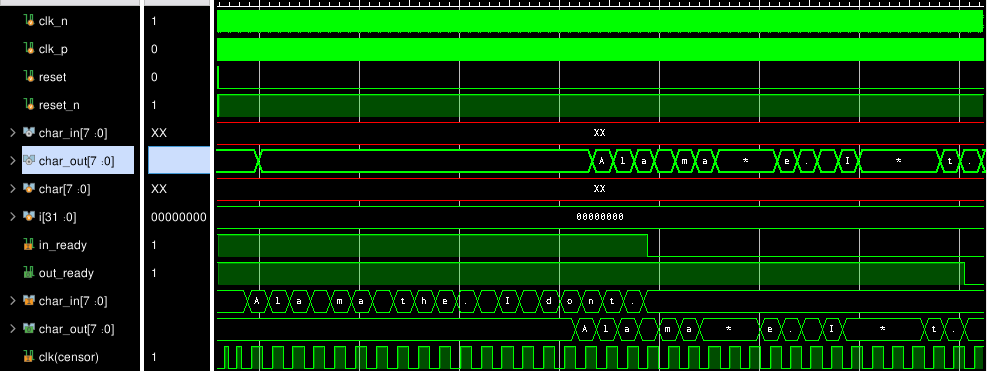 clk_n 1
clk_p 0
reset 0
reset_n 1
char_in[7 :0] XX XX
char_out[7 :0] A l a m a * e . I * t .
char[7 :0] XX XX
i[31 :0] 00000000 00000000
in_ready 1
out_ready 1
char_in[7 :0] A l a m a t h e . I d o n t .
char_out[7 :0] A l a m a * e . I * t .
clk(censor) 1